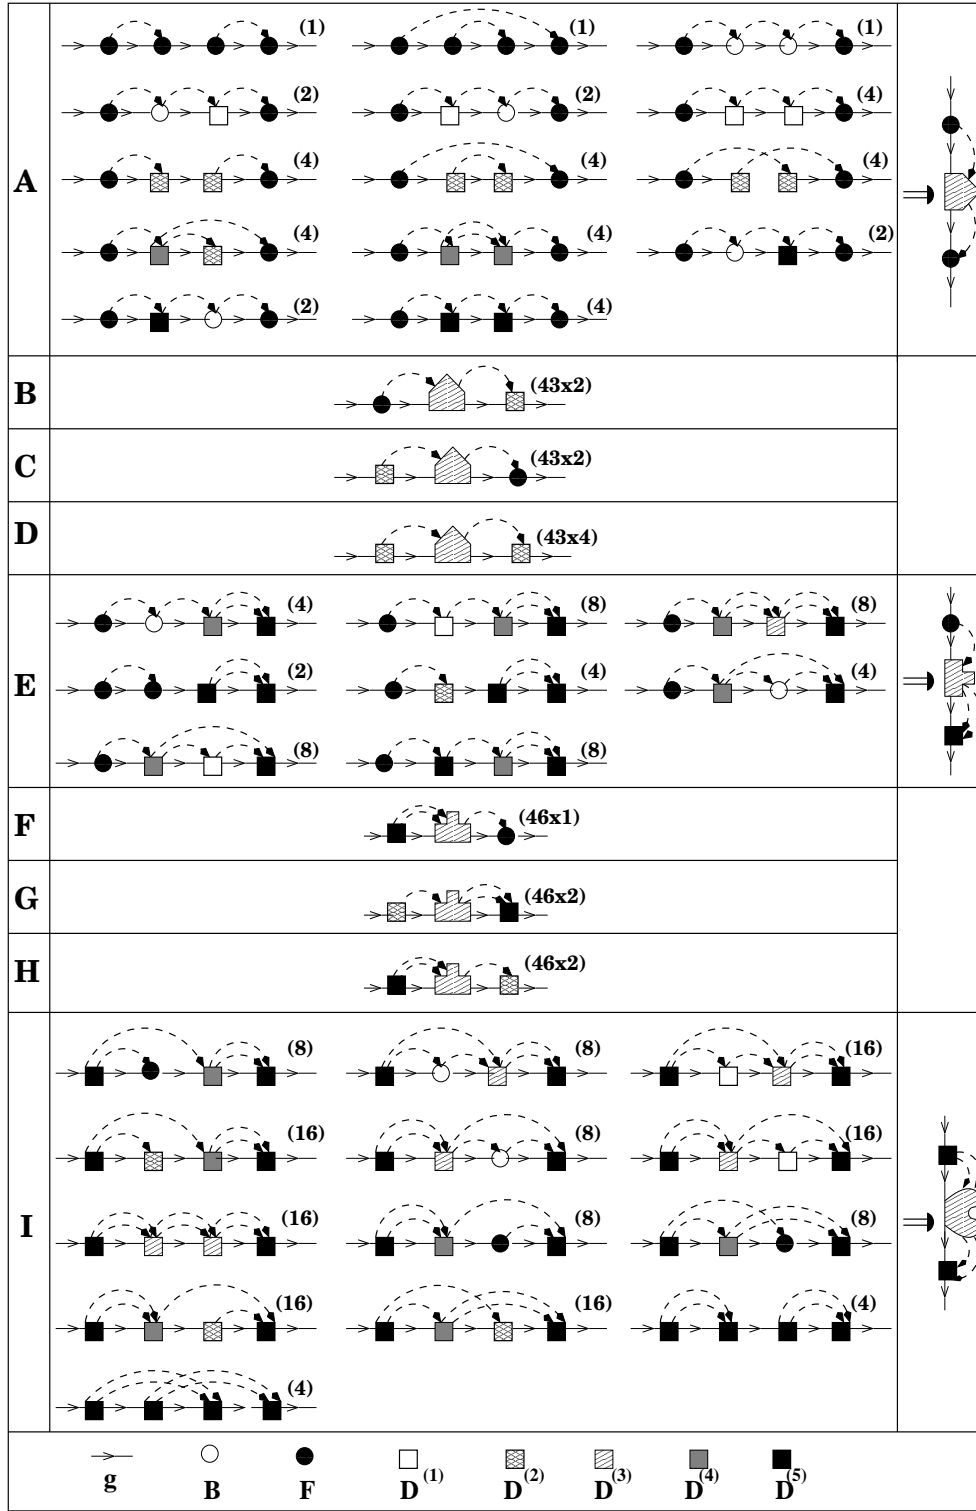 (1) (1) (1)
(2) (2) (4)
A
(4) (4) (4)
(4) (4) (2)
(2) (4)
B (43x2)
C (43x2)
D (43x4)
(4) (8) (8)
E (2) (4) (4)
(8) (8)
F (46x1)
G (46x2)
H (46x2)
(8) (8) (16)
(16) (8) (16)
I (16) (8) (8)
(16) (16) (4)
(4)
g B F D(1) D(2) D(3) D(4) D(5)